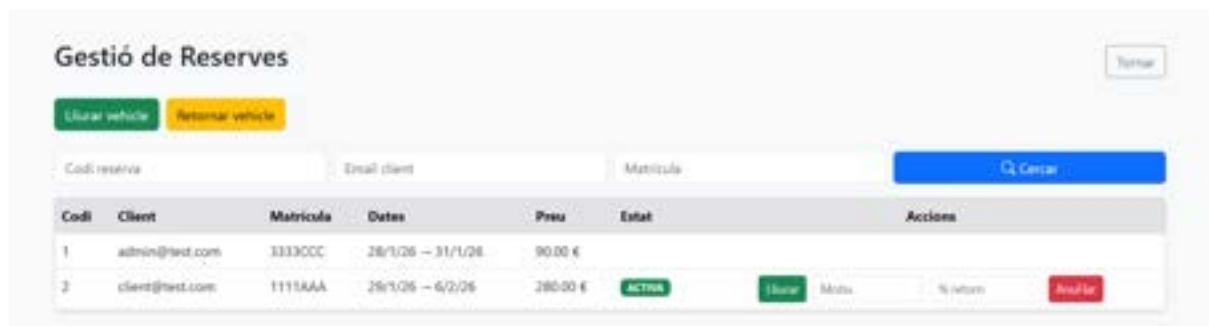 Gestió de Reserves
Tornar
Lliurar vehicle Retornar vehicle
Codi reserva Email client Matrícula Cercar
Codi Client Matrícula Dates Preu Estat Accions
1 admin@test.com 3333CCC 28/1/26 → 31/1/26 90.00 €
2 client@test.com 1111AAA 29/1/26 → 6/2/26 280.00 € ACTIVA Lliurar Motiu % retorn Anul·lar